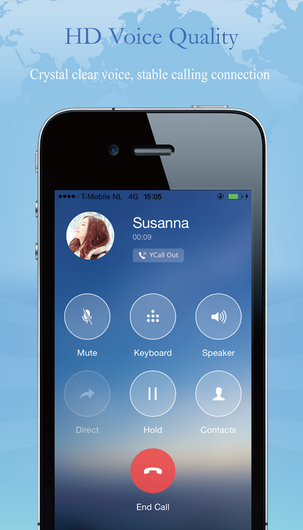 HD Voice Quality
Crystal clear voice, stable calling connection
T-Mobile NL 4G 15:05
Susanna
00:09
YCall Out
Mute Keyboard Speaker
Direct Hold Contacts
End Call